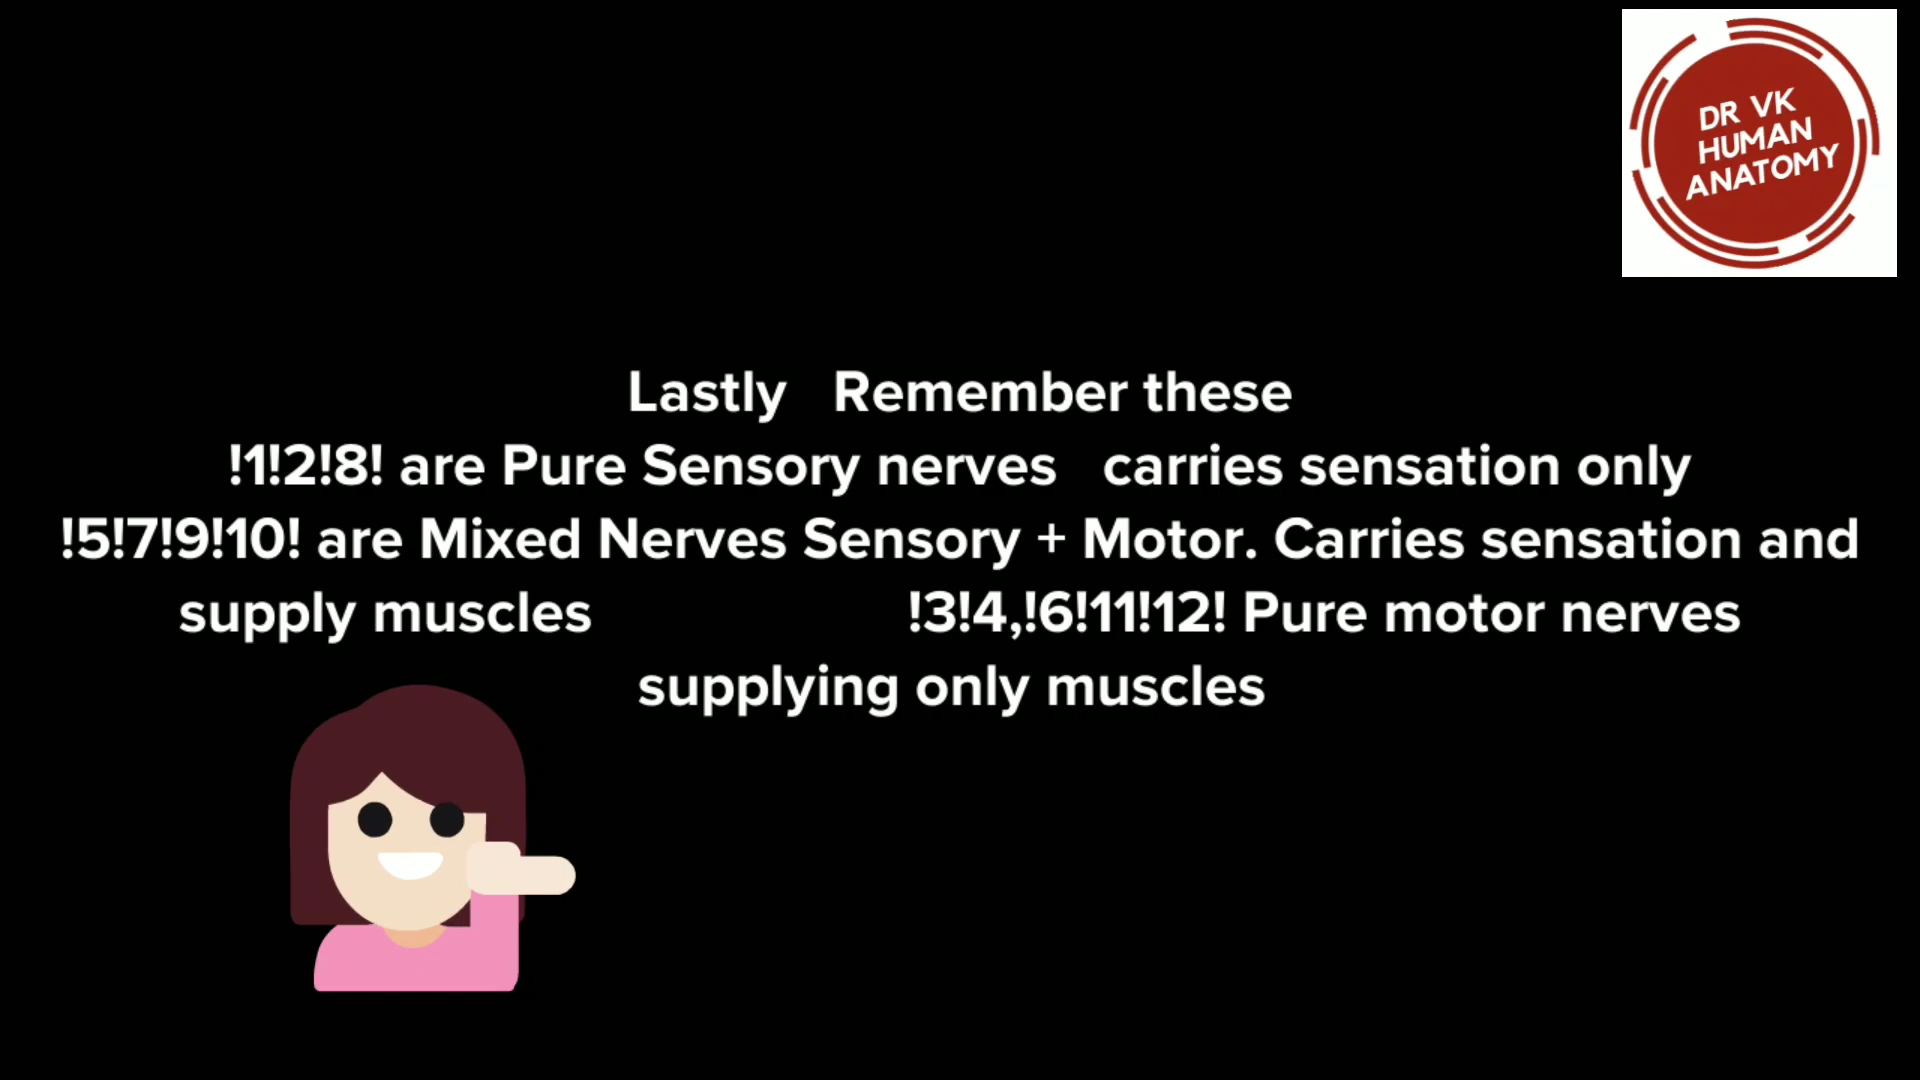 DR VK
HUMAN
ANATOMY
Lastly   Remember these
!1!2!8! are Pure Sensory nerves   carries sensation only
!5!7!9!10! are Mixed Nerves Sensory + Motor. Carries sensation and
supply muscles                    !3!4,!6!11!12! Pure motor nerves
supplying only muscles